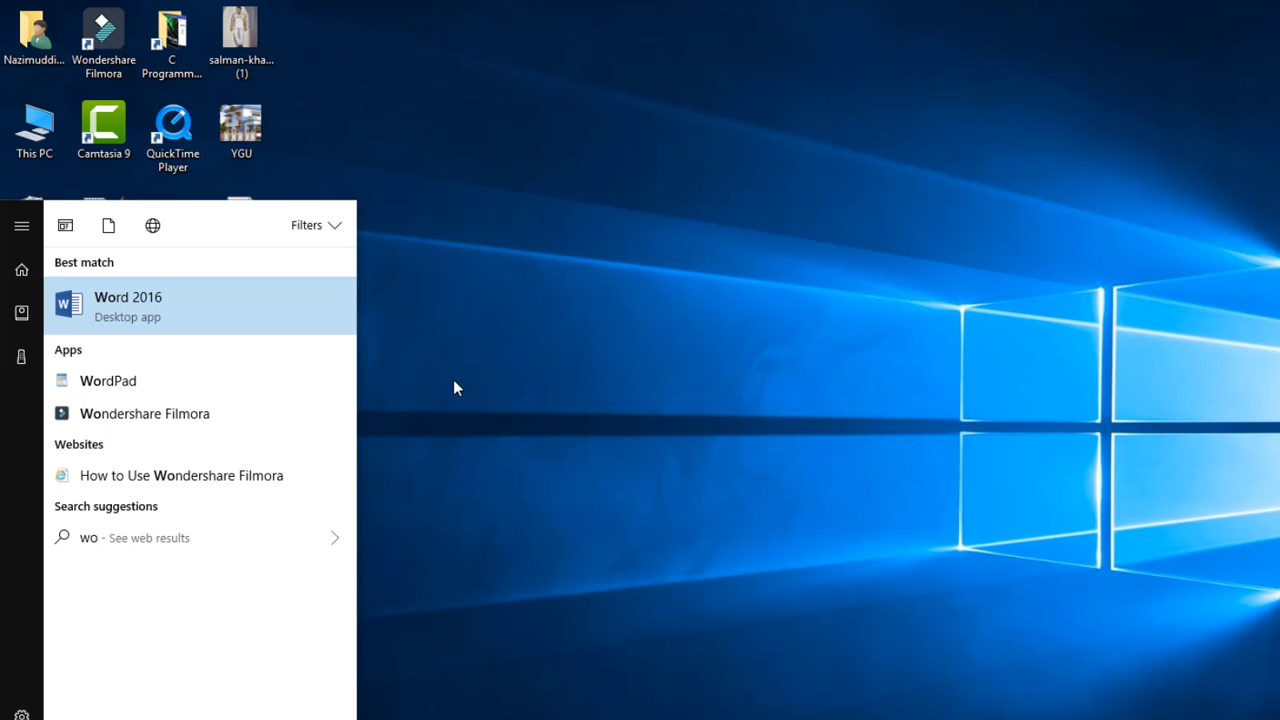 Nazimuddi...
Wondershare
Filmora
C
Programm...
salman-kha...
(1)
This PC
Camtasia 9
QuickTime
Player
YGU
Filters
Best match
Word 2016
Desktop app
Apps
WordPad
Wondershare Filmora
Websites
How to Use Wondershare Filmora
Search suggestions
wo - See web results